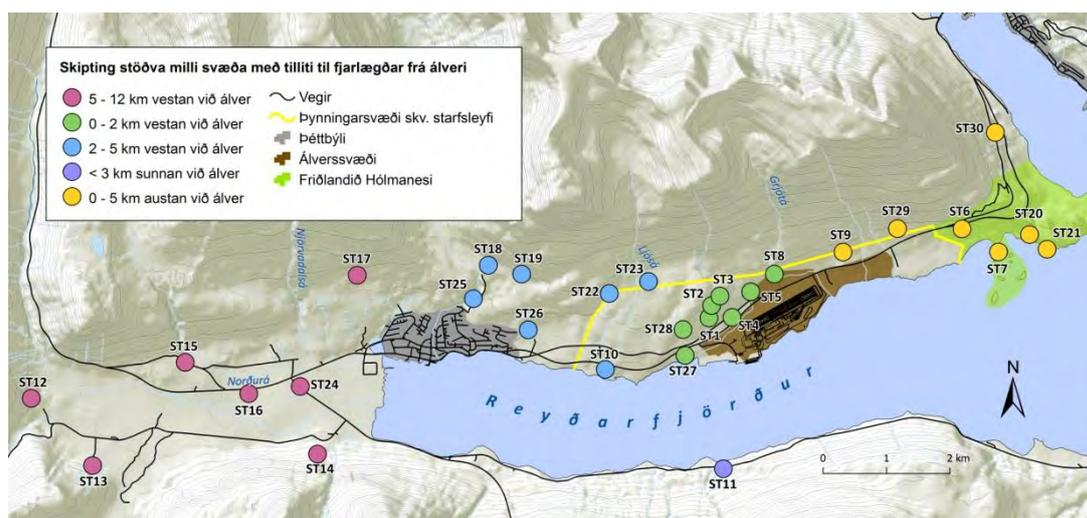 Skipting stöðva milli svæða með tilliti til fjarlægðar frá álveri
5 - 12 km vestan við álver
0 - 2 km vestan við álver
2 - 5 km vestan við álver
< 3 km sunnan við álver
0 - 5 km austan við álver
Vegir
Þynningarsvæði skv. starfsleyfi
Þéttbýli
Álverssvæði
Friðlandið Hólmanesi
ST30
Grjótá
ST29
ST6
ST20
ST21
Njorvadalsá
Ljósá
ST9
ST7
ST18
ST19
ST17
ST23
ST8
ST3
ST25
ST22
ST2
ST5
ST26
ST28
ST1
ST4
ST15
ST10
ST27
ST12
Norðurá
ST24
ST16
Reyðarfjörður
N
ST13
ST14
ST11
0 1 2 km